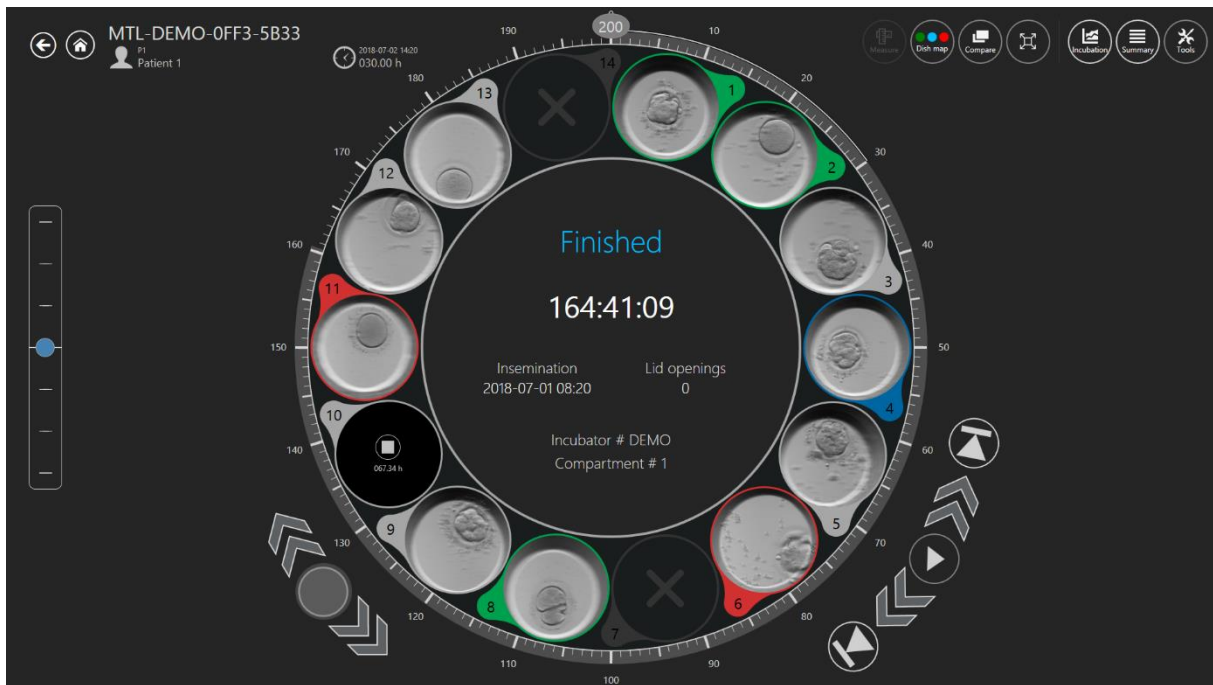 MTL-DEMO-0FF3-5B33
P1
Patient 1
2018-07-02 14:20
030.00 h
Measure
Dish map
Compare
Incubation
Summary
Tools
200
10
20
30
40
50
60
70
80
90
100
110
120
130
140
150
160
170
180
190
1
2
3
4
5
6
7
8
9
10
067.34 h
11
12
13
14
Finished
164:41:09
Insemination
2018-07-01 08:20
Lid openings
0
Incubator # DEMO
Compartment # 1